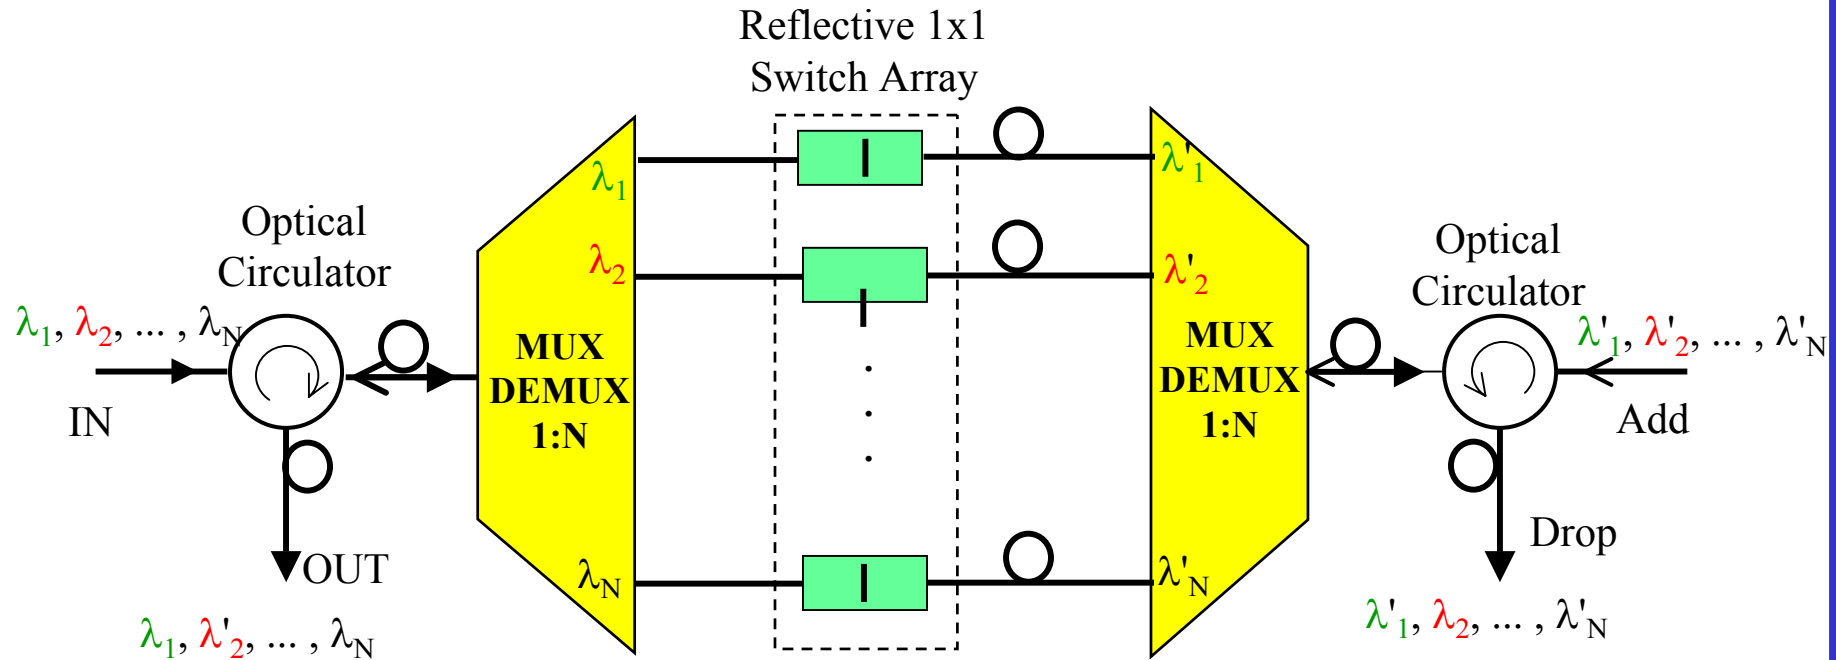 Reflective 1x1
Switch Array
Optical
Circulator
λ1, λ2, ... , λN
IN
OUT
λ1, λ'2, ... , λN
λ1
λ2
λN
MUX
DEMUX
1:N
.
.
.
λ'1
λ'2
λ'N
MUX
DEMUX
1:N
Optical
Circulator
λ'1, λ'2, ... , λ'N
Add
Drop
λ'1, λ2, ... , λ'N